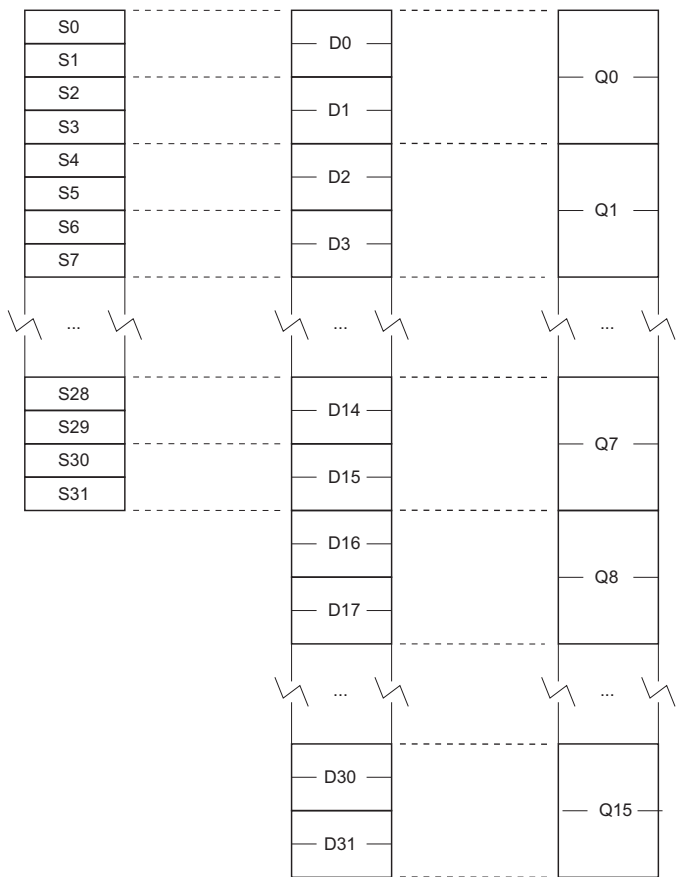 S0
S1
S2
S3
S4
S5
S6
S7
...
S28
S29
S30
S31
D0
D1
D2
D3
...
D14
D15
D16
D17
...
D30
D31
Q0
Q1
...
Q7
Q8
...
Q15